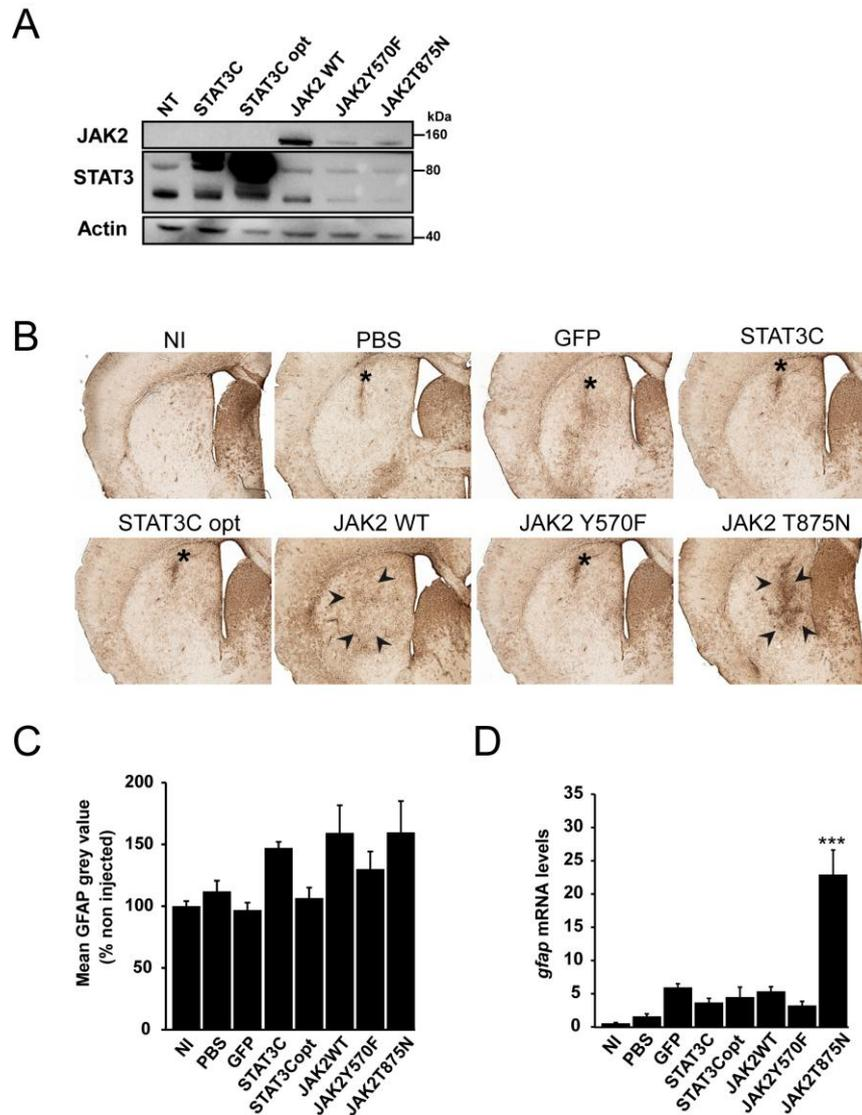 A
NT STAT3C STAT3C opt JAK2 WT JAK2Y570F JAK2T875N
kDa
JAK2 160
STAT3 80
Actin 40
B
NI PBS GFP STAT3C
* * *
STAT3C opt JAK2 WT JAK2 Y570F JAK2 T875N
* *
C
Mean GFAP grey value
(% non injected)
200
150
100
50
0
NI PBS GFP STAT3C STAT3Copt JAK2WT JAK2Y570F JAK2T875N
D
gfap mRNA levels
35
30
25
20
15
10
5
0
***
NI PBS GFP STAT3C STAT3Copt JAK2WT JAK2Y570F JAK2T875N